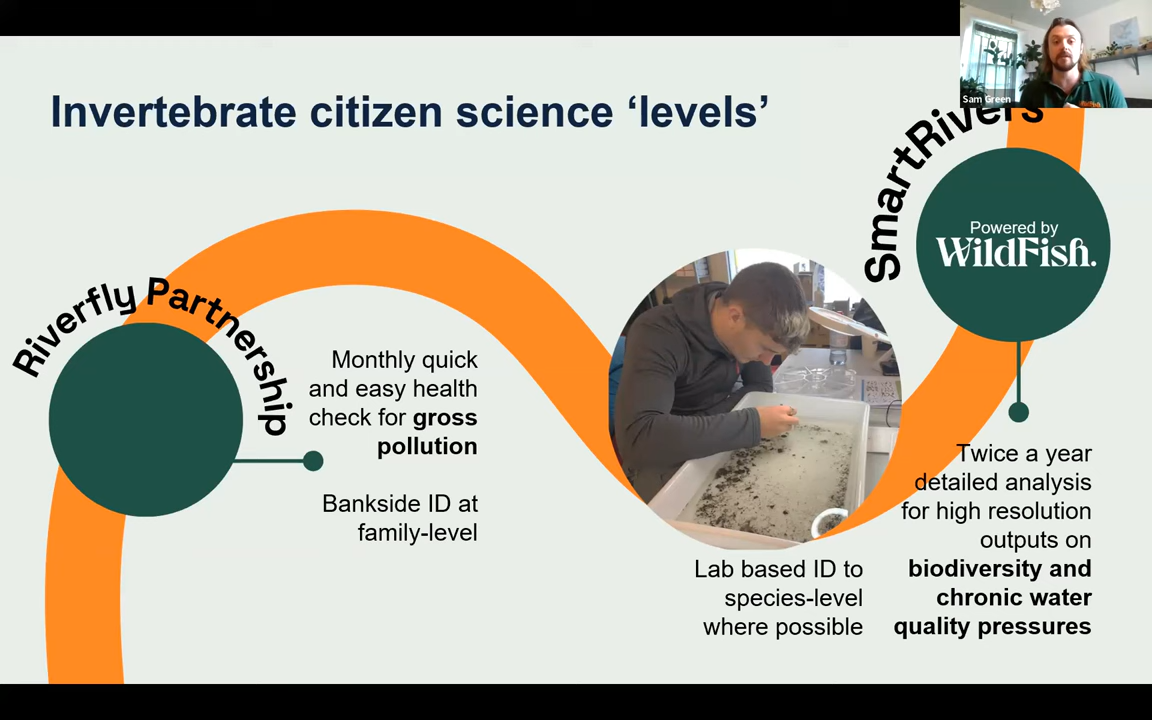 Sam Green
Invertebrate citizen science ‘levels’
SmartRivers
Powered by
WildFish.
Riverfly Partnership
Monthly quick
and easy health
check for gross
pollution
Bankside ID at
family-level
Lab based ID to
species-level
where possible
Twice a year
detailed analysis
for high resolution
outputs on
biodiversity and
chronic water
quality pressures